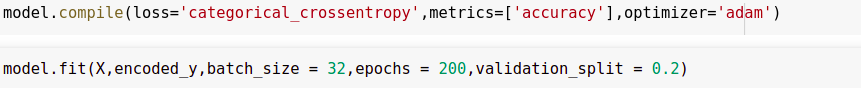 model.compile(loss='categorical_crossentropy',metrics=['accuracy'],optimizer='adam')
model.fit(X,encoded_y,batch_size = 32,epochs = 200,validation_split = 0.2)